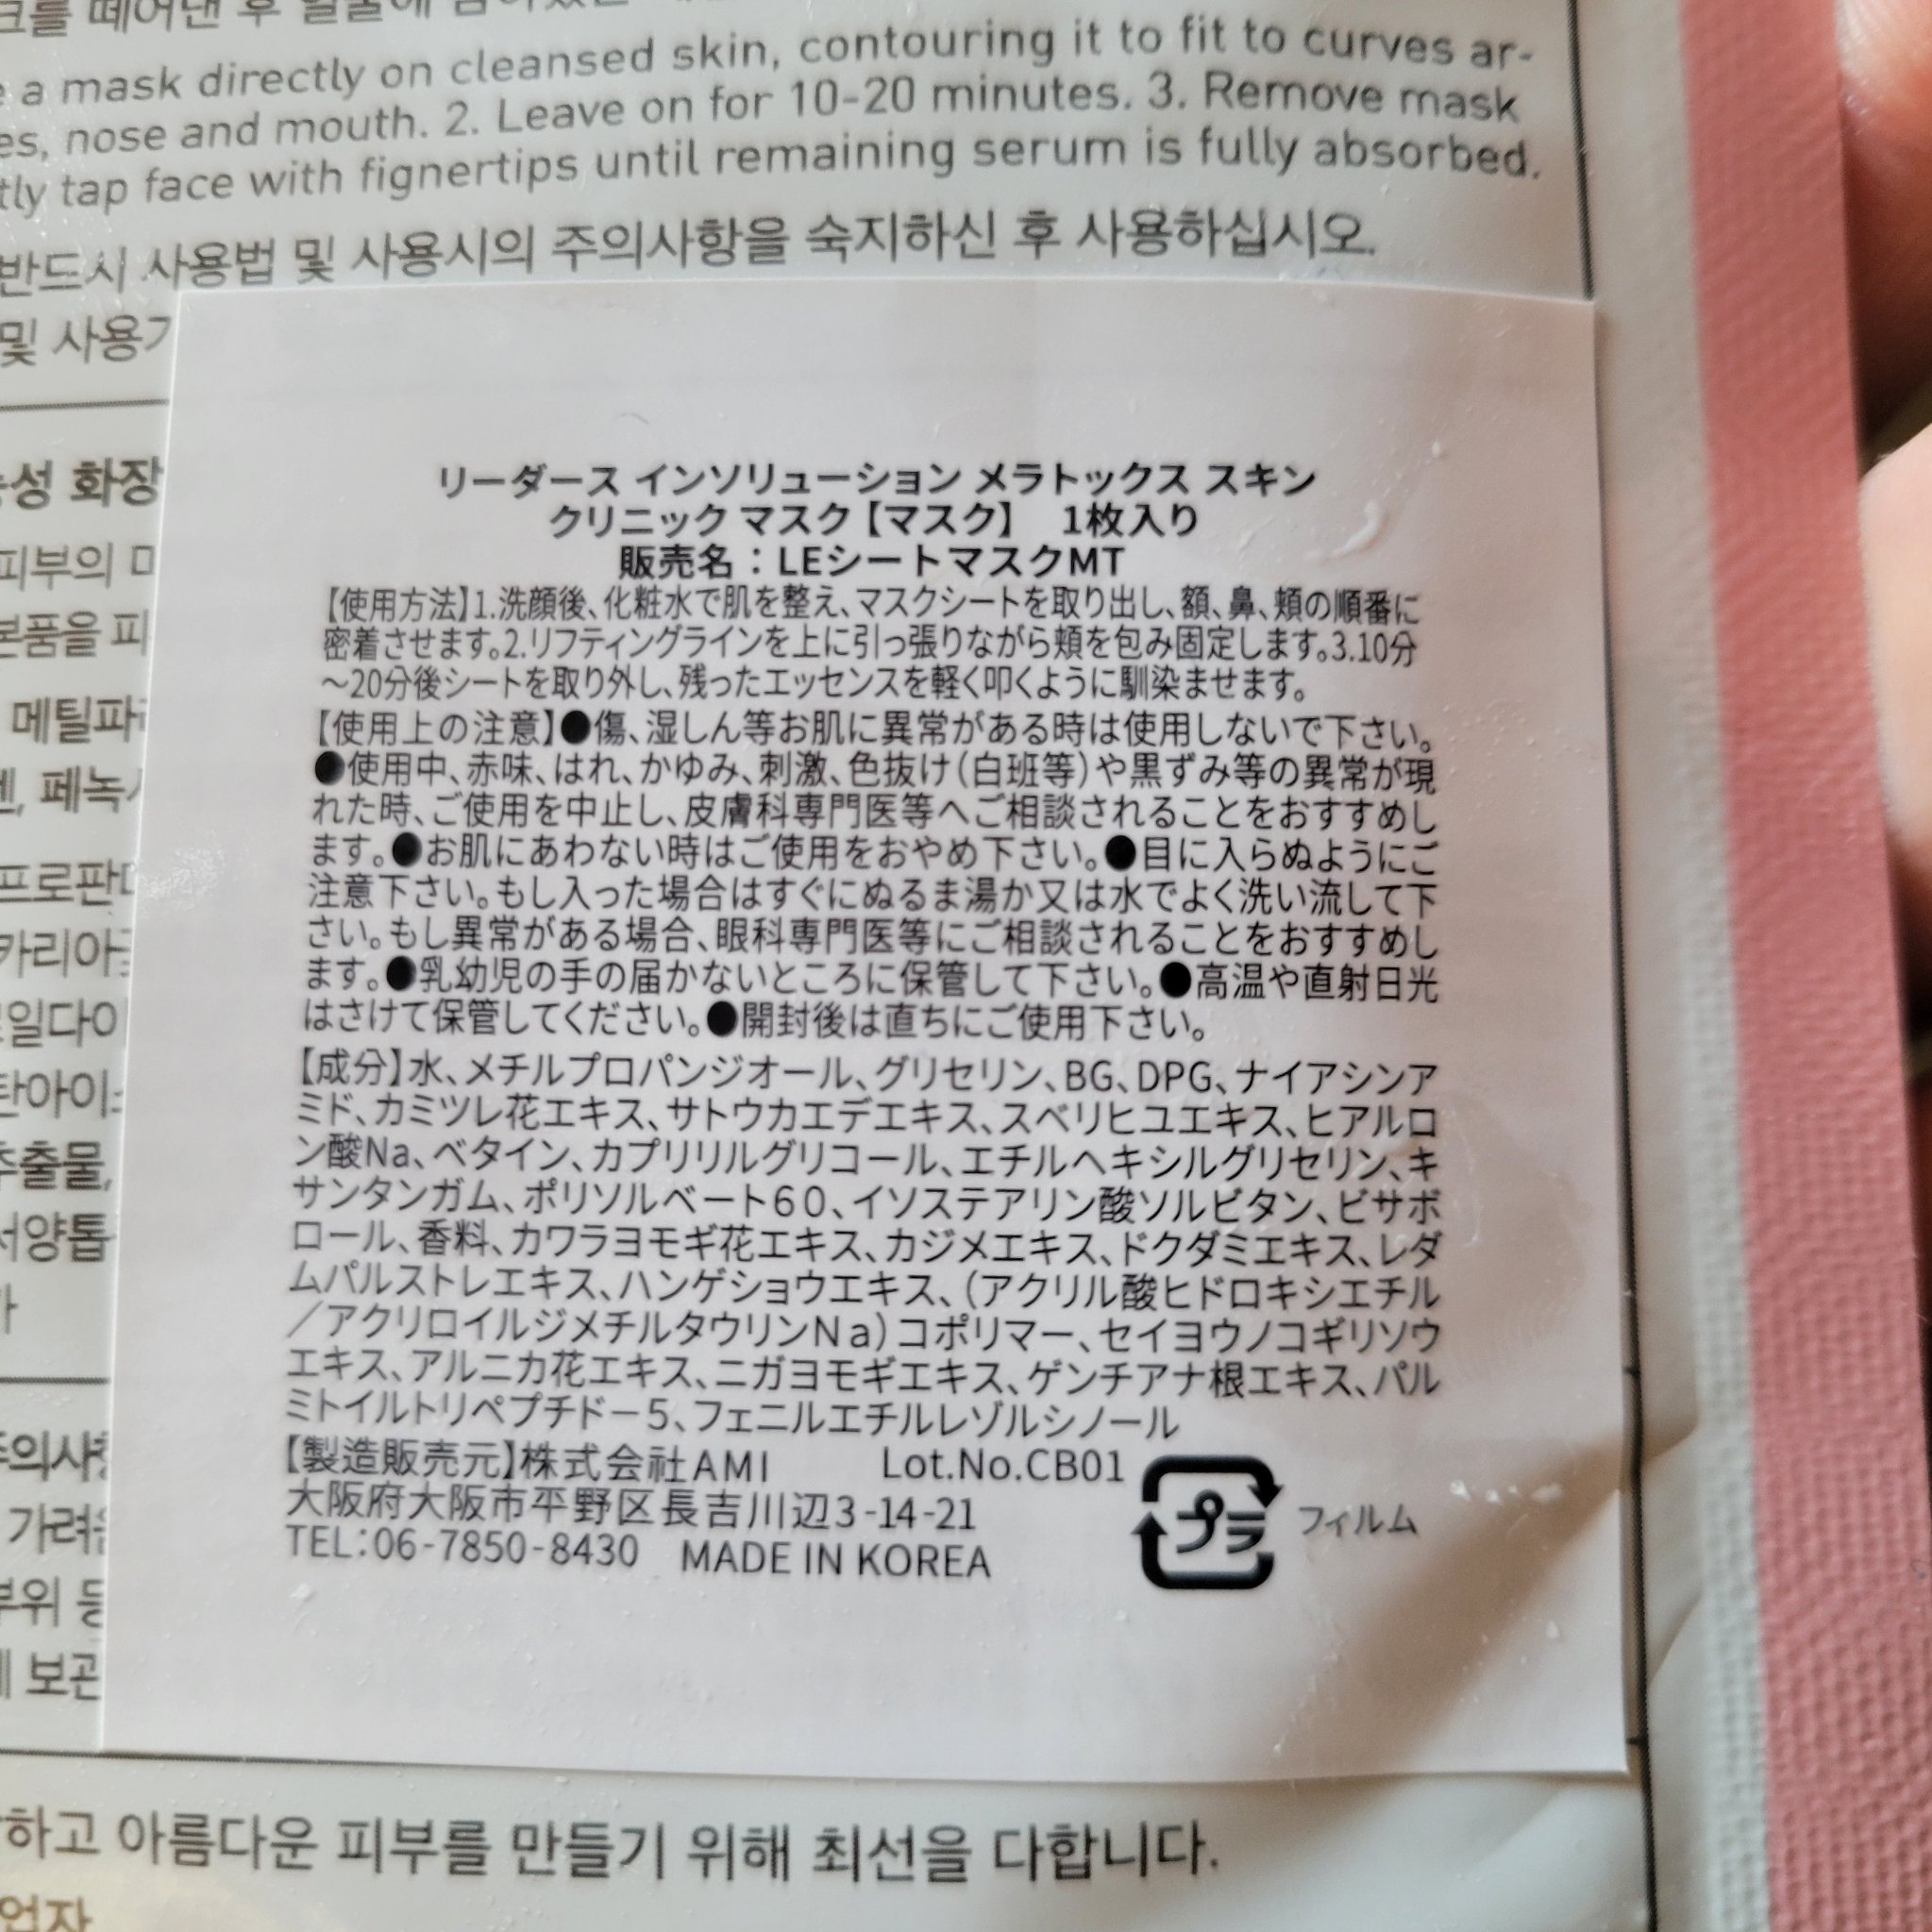 크를 떼어낸 후 얼굴에
a mask directly on cleansed skin, contouring it to fit to curves ar-
es, nose and mouth. 2. Leave on for 10-20 minutes. 3. Remove mask
tly tap face with fignertips until remaining serum is fully absorbed.
반드시 사용법 및 사용시의 주의사항을 숙지하신 후 사용하십시오.
및 사용기
성 화장
피부의 미
본품을 피
메틸파라
벤, 페녹시
프로판디
카리아국
일다이
탄아이소
추출물,
서양톱
リーダース インソリューション メラトックス スキン
クリニック マスク【マスク】 1枚入り
販売名：LEシートマスクMT
【使用方法】1.洗顔後、化粧水で肌を整え、マスクシートを取り出し、額、鼻、頬の順番に
密着させます。2.リフティングラインを上に引っ張りながら頬を包み固定します。3.10分
～20分後シートを取り外し、残ったエッセンスを軽く叩くように馴染ませます。
【使用上の注意】●傷、湿しん等お肌に異常がある時は使用しないで下さい。
●使用中、赤味、はれ、かゆみ、刺激、色抜け(白班等)や黒ずみ等の異常が現
れた時、ご使用を中止し、皮膚科専門医等へご相談されることをおすすめし
ます。●お肌にあわない時はご使用をおやめ下さい。●目に入らぬようにご
注意下さい。もし入った場合はすぐにぬるま湯か又は水でよく洗い流して下
さい。もし異常がある場合、眼科専門医等にご相談されることをおすすめし
ます。●乳幼児の手の届かないところに保管して下さい。●高温や直射日光
はさけて保管してください。●開封後は直ちにご使用下さい。
【成分】水、メチルプロパンジオール、グリセリン、BG、DPG、ナイアシンア
ミド、カミツレ花エキス、サトウカエデエキス、スベリヒユエキス、ヒアルロ
ン酸Na、ベタイン、カプリリルグリコール、エチルヘキシルグリセリン、キ
サンタンガム、ポリソルベート60、イソステアリン酸ソルビタン、ビサボ
ロール、香料、カワラヨモギ花エキス、カジメエキス、ドクダミエキス、レダ
ムパルストレエキス、ハンゲショウエキス、(アクリル酸ヒドロキシエチル
／アクリロイルジメチルタウリンNa)コポリマー、セイヨウノコギリソウ
エキス、アルニカ花エキス、ニガヨモギエキス、ゲンチアナ根エキス、パル
ミトイルトリペプチドー5、フェニルエチルレゾルシノール
【製造販売元】株式会社AMI Lot.No.CB01
大阪府大阪市平野区長吉川辺3-14-21
TEL：06-7850-8430 MADE IN KOREA
プラ フィルム
주의사항
가려움
부위 등
보관
하고 아름다운 피부를 만들기 위해 최선을 다합니다.
업자